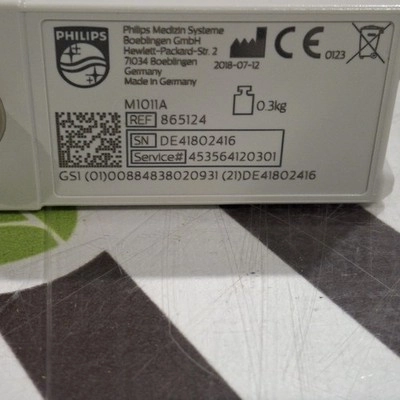 PHILIPS
Philips Medizin Systeme
Boeblingen GmbH
Hewlett-Packard-Str. 2
71034 Boeblingen
Germany
Made in Germany
2018-07-12
CE 0123
M1011A
0.3kg
REF 865124
SN DE41802416
Service# 453564120301
GS1 (01)00884838020931 (21)DE41802416